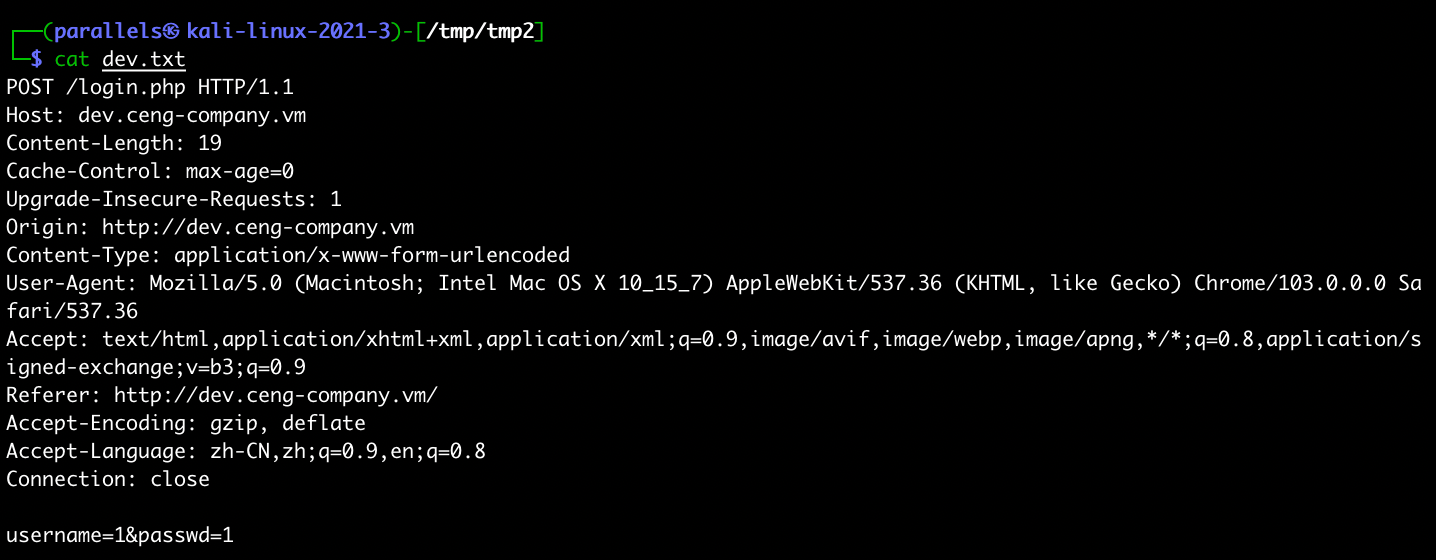 ┌──(parallels㉿kali-linux-2021-3)-[/tmp/tmp2]
└─$ cat dev.txt
POST /login.php HTTP/1.1
Host: dev.ceng-company.vm
Content-Length: 19
Cache-Control: max-age=0
Upgrade-Insecure-Requests: 1
Origin: http://dev.ceng-company.vm
Content-Type: application/x-www-form-urlencoded
User-Agent: Mozilla/5.0 (Macintosh; Intel Mac OS X 10_15_7) AppleWebKit/537.36 (KHTML, like Gecko) Chrome/103.0.0.0 Sa
fari/537.36
Accept: text/html,application/xhtml+xml,application/xml;q=0.9,image/avif,image/webp,image/apng,*/*;q=0.8,application/s
igned-exchange;v=b3;q=0.9
Referer: http://dev.ceng-company.vm/
Accept-Encoding: gzip, deflate
Accept-Language: zh-CN,zh;q=0.9,en;q=0.8
Connection: close

username=1&passwd=1